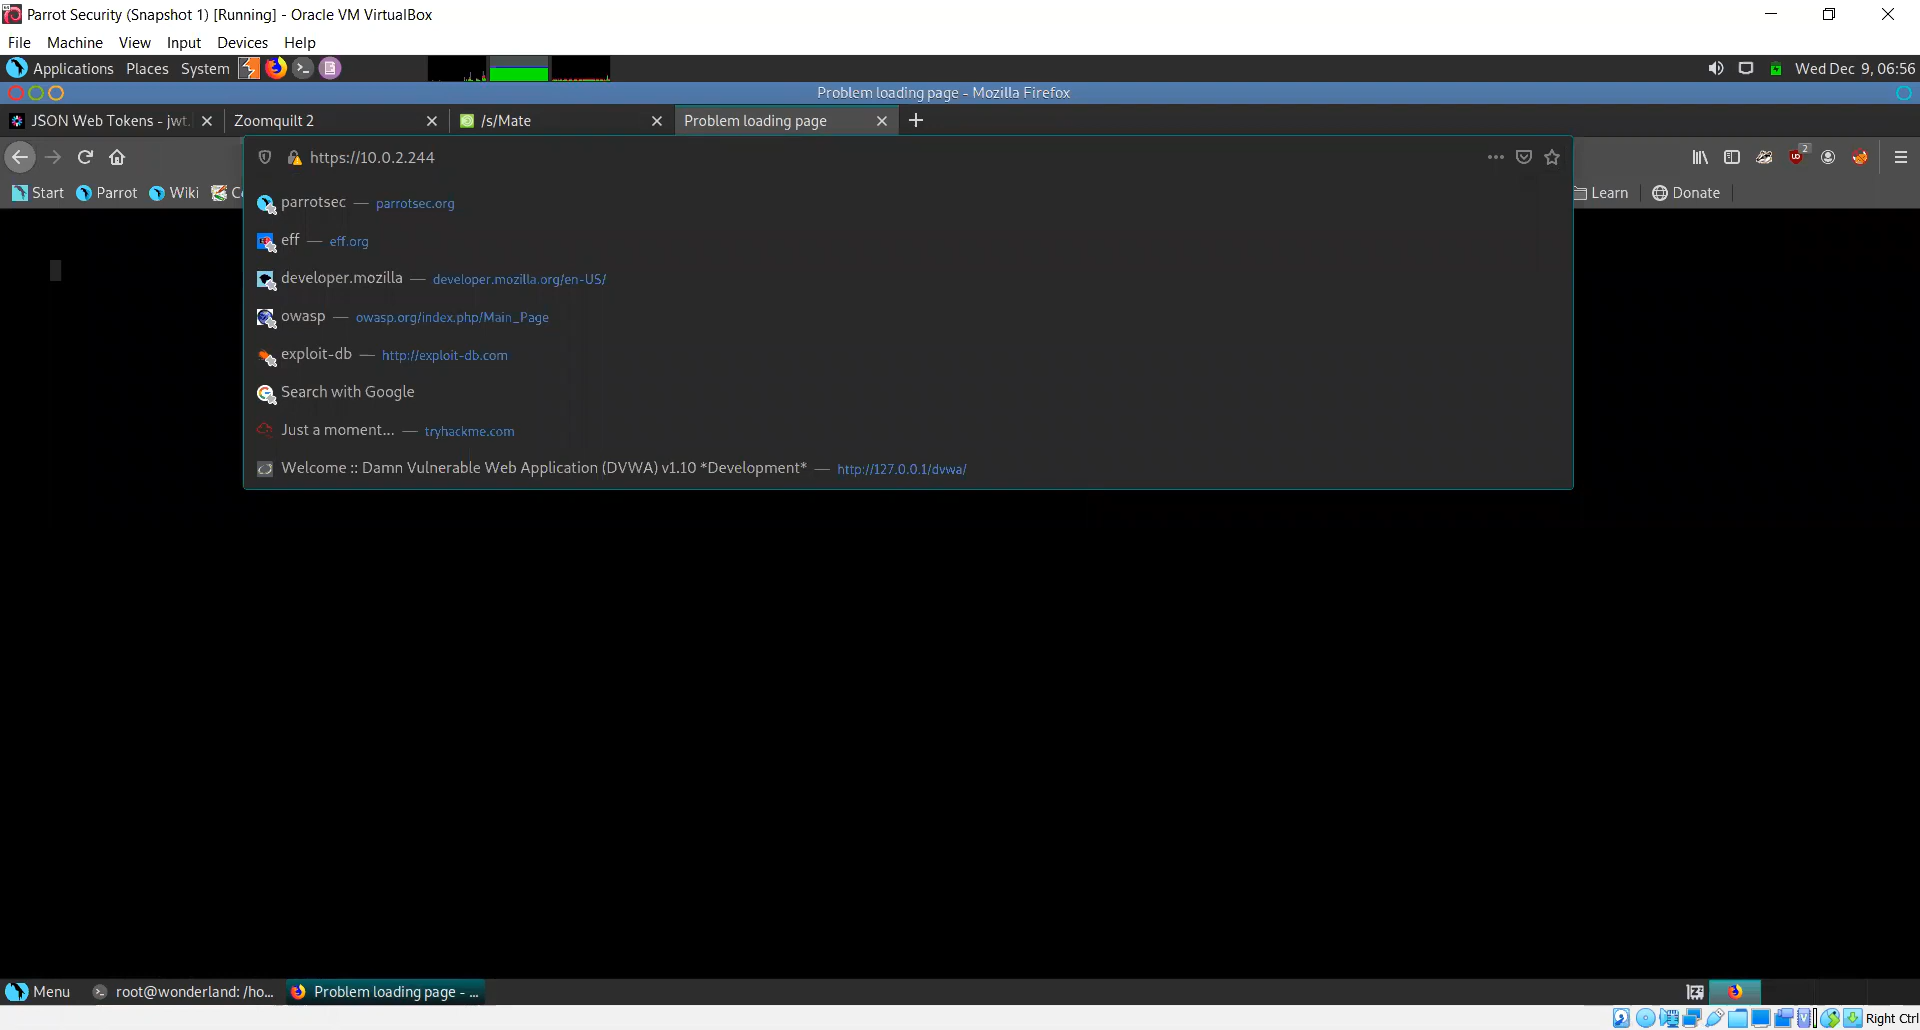 Parrot Security (Snapshot 1) [Running] - Oracle VM VirtualBox
File Machine View Input Devices Help
Applications Places System Wed Dec 9, 06:56
Problem loading page - Mozilla Firefox
JSON Web Tokens - jwt. Zoomquilt 2 /s/Mate Problem loading page
https://10.0.2.244 2
Start Parrot Wiki Learn Donate
parrotsec — parrotsec.org
eff — eff.org
developer.mozilla — developer.mozilla.org/en-US/
owasp — owasp.org/index.php/Main_Page
exploit-db — http://exploit-db.com
Search with Google
Just a moment... — tryhackme.com
Welcome :: Damn Vulnerable Web Application (DVWA) v1.10 *Development* — http://127.0.0.1/dvwa/
Menu root@wonderland: /ho... Problem loading page - ...
Right Ctrl